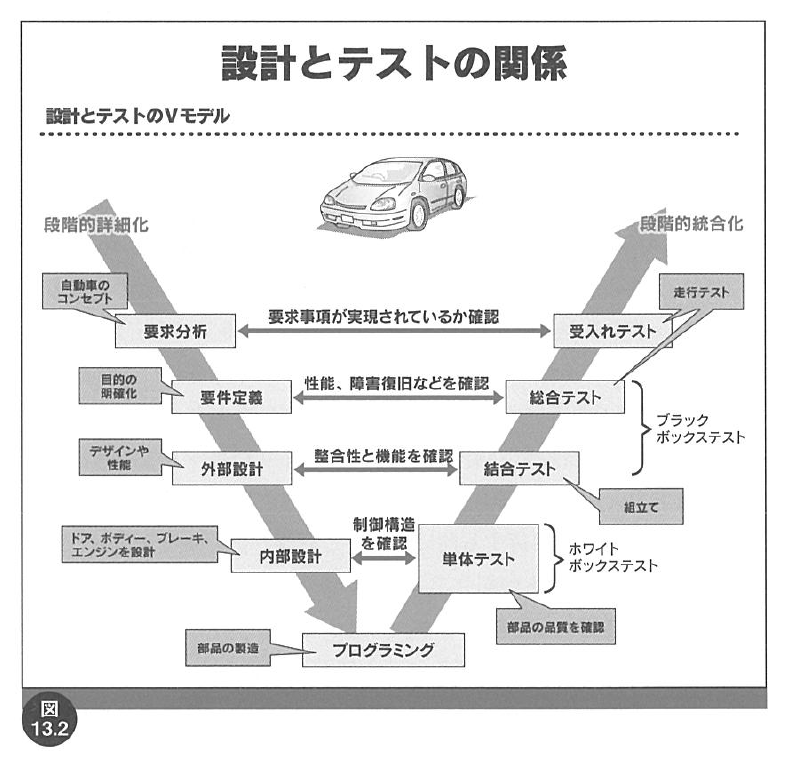 設計とテストの関係
設計とテストのVモデル
段階的詳細化
段階的統合化
自動車の
コンセプト
走行テスト
要求分析
要求事項が実現されているか確認
受入れテスト
目的の
明確化
要件定義
性能、障害復旧などを確認
総合テスト
ブラック
ボックステスト
デザインや
性能
外部設計
整合性と機能を確認
結合テスト
組立て
ドア、ボディー、ブレーキ、
エンジンを設計
内部設計
制御構造
を確認
単体テスト
ホワイト
ボックステスト
部品の品質を確認
部品の製造
プログラミング
図
13.2